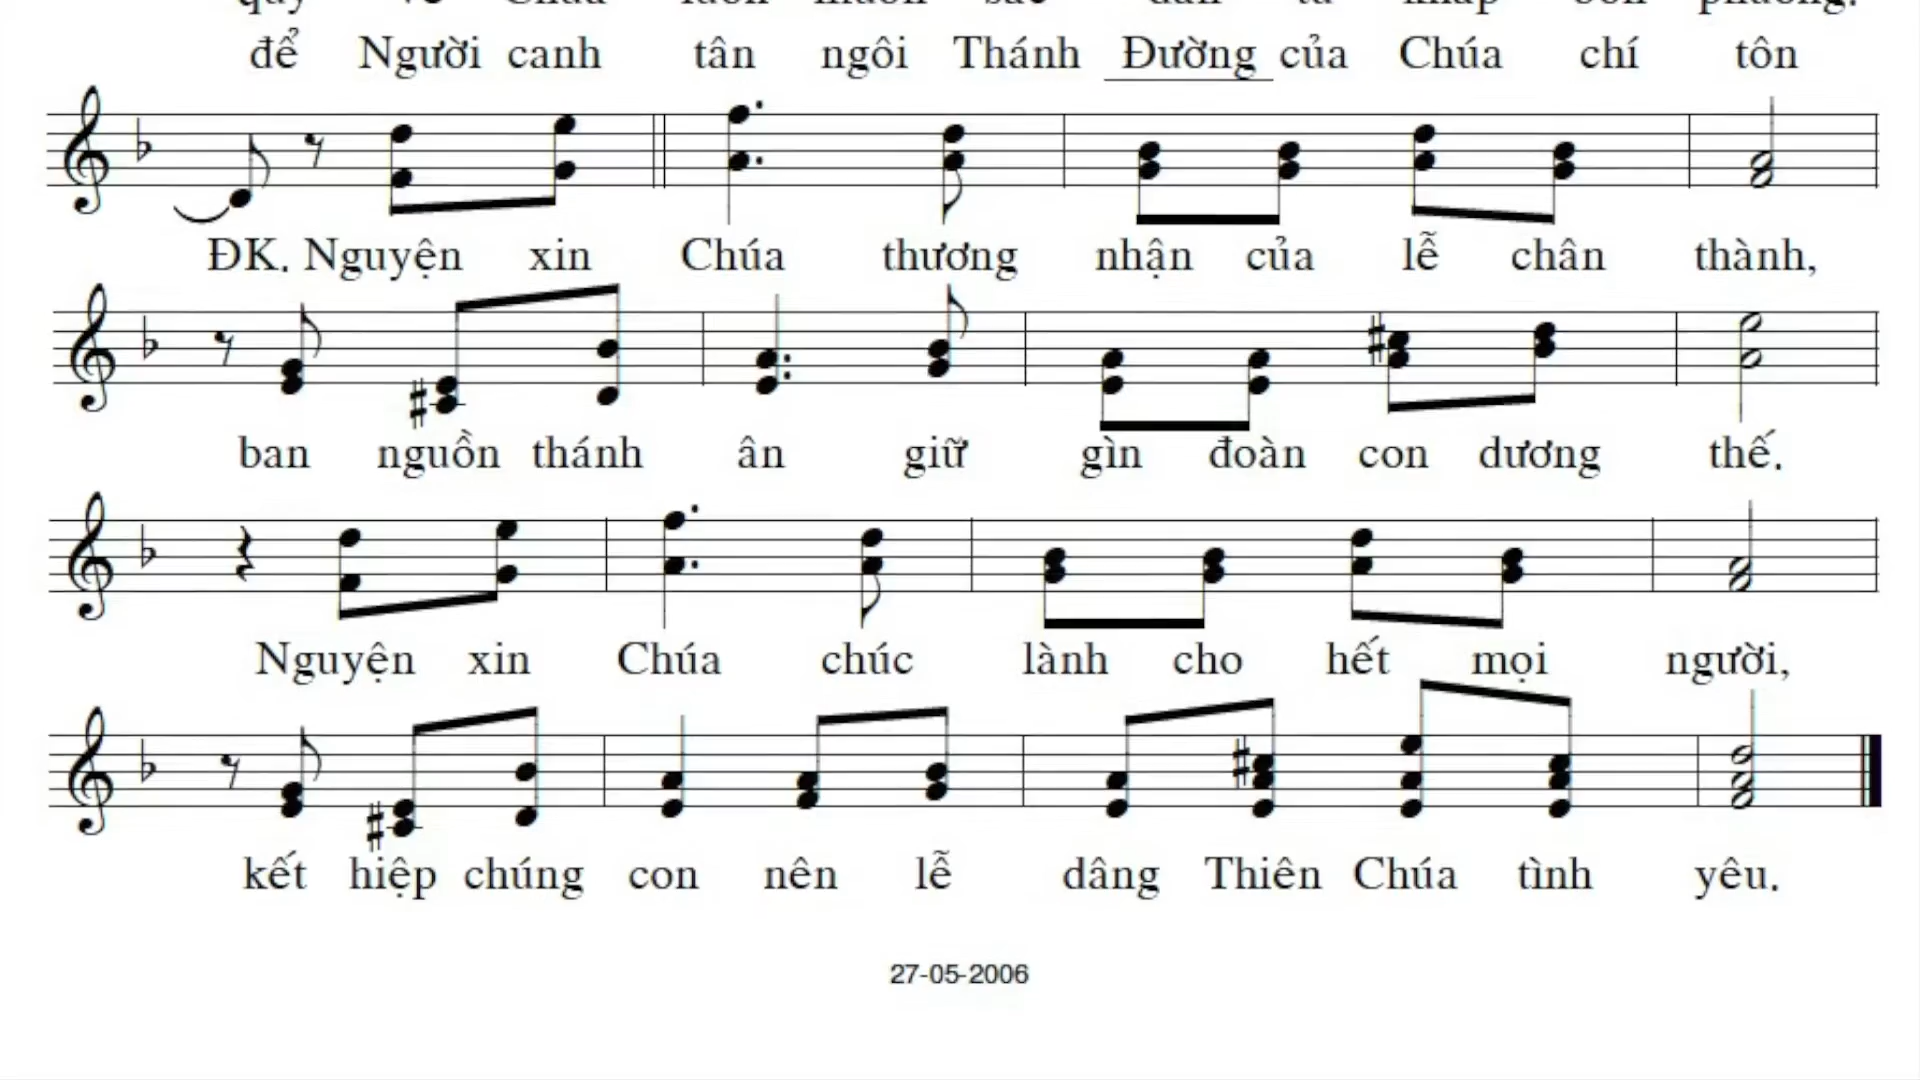 để Người canh tân ngôi Thánh Đường của Chúa chí tôn
ĐK. Nguyện xin Chúa thương nhận của lễ chân thành,
ban nguồn thánh ân giữ gìn đoàn con dương thế.
Nguyện xin Chúa chúc lành cho hết mọi người,
kết hiệp chúng con nên lễ dâng Thiên Chúa tình yêu.
27-05-2006